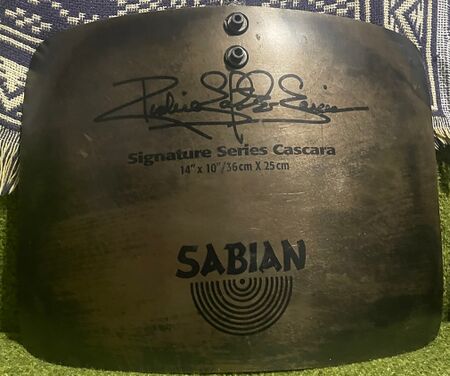 Signature Series Cascara
14" x 10"/36cm X 25cm
SABIAN